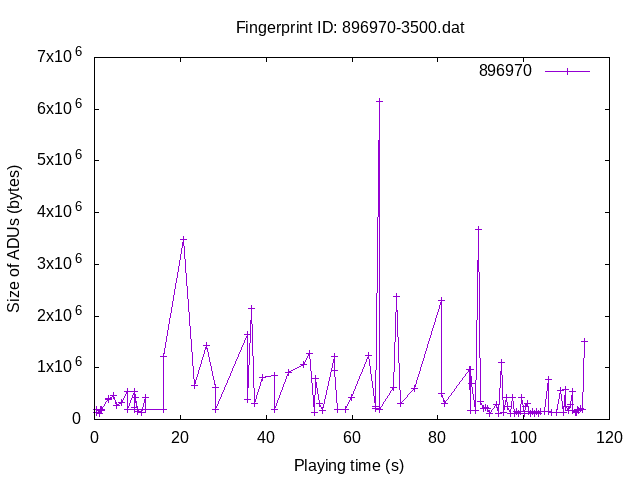 Fingerprint ID: 896970-3500.dat
7x10^6
896970
6x10^6
5x10^6
4x10^6
3x10^6
2x10^6
1x10^6
0
Size of ADUs (bytes)
0 20 40 60 80 100 120
Playing time (s)